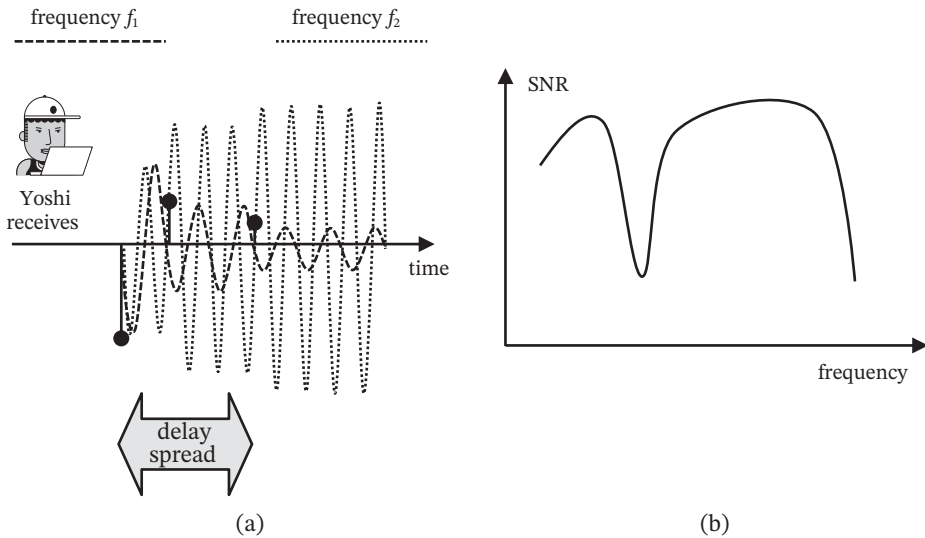 frequency f₁
frequency f₂
Yoshi
receives
time
delay
spread
(a)
SNR
frequency
(b)